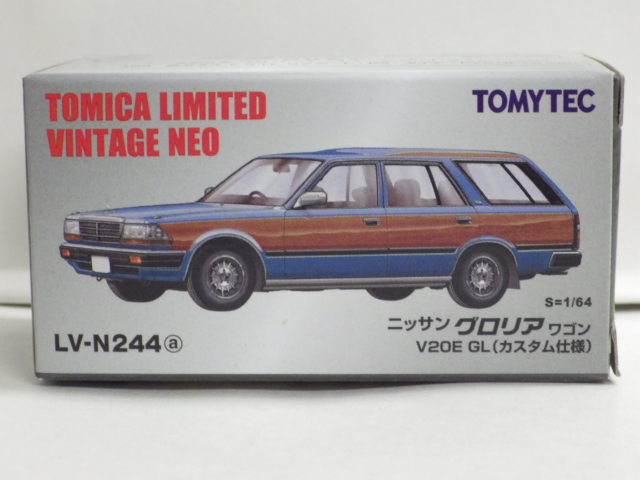 TOMICA LIMITED
VINTAGE NEO
TOMYTEC
S=1/64
ニッサン グロリア ワゴン
V20E GL(カスタム仕様)
LV-N244ⓐ